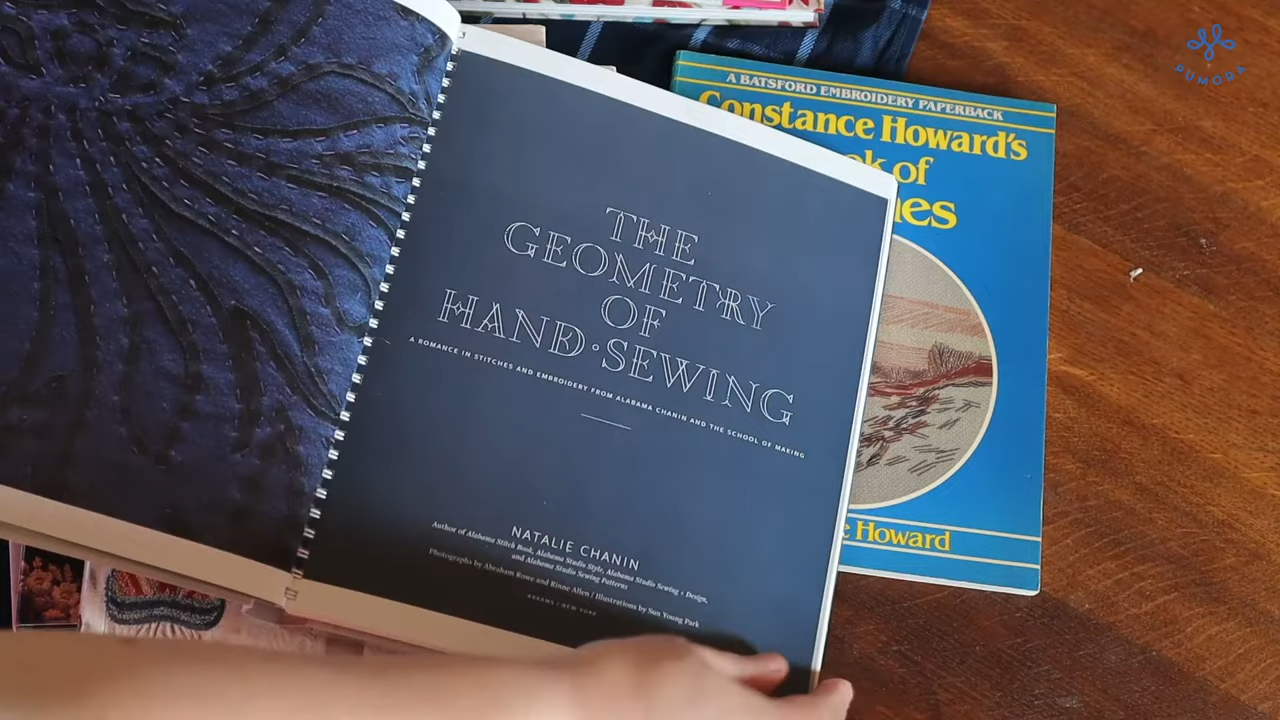 THE
GEOMETRY
OF
HAND·SEWING
A ROMANCE IN STITCHES AND EMBROIDERY FROM ALABAMA CHANIN AND THE SCHOOL OF MAKING
NATALIE CHANIN
Author of Alabama Stitch Book, Alabama Studio Style, Alabama Studio Sewing + Design,
and Alabama Studio Sewing Patterns
Photographs by Abraham Rowe and Rinne Allen / Illustrations by Sun Young Park
ABRAMS / NEW YORK
A BATSFORD EMBROIDERY PAPERBACK
Constance Howard's
of
Howard
PUMORA